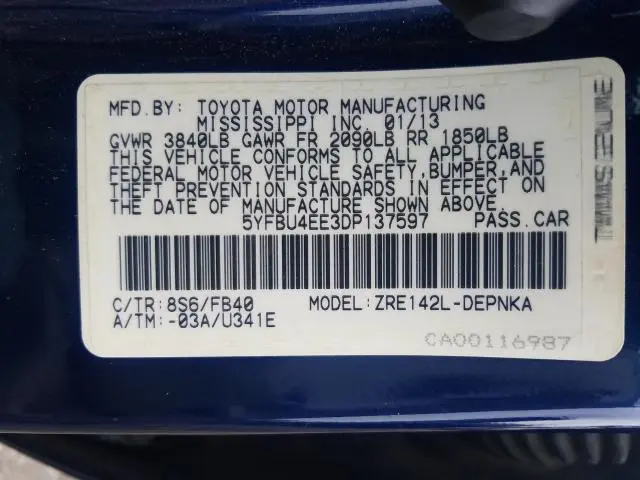 MFD.BY: TOYOTA MOTOR MANUFACTURING
MISSISSIPPI INC. 01/13
GVWR 3840LB GAWR FR 2090LB RR 1850LB
THIS VEHICLE CONFORMS TO ALL APPLICABLE
FEDERAL MOTOR VEHICLE SAFETY,BUMPER,AND
THEFT PREVENTION STANDARDS IN EFFECT ON
THE DATE OF MANUFACTURE SHOWN ABOVE.
5YFBU4EE3DP137597 PASS.CAR
C/TR:8S6/FB40 MODEL:ZRE142L-DEPNKA
A/TM:-03A/U341E
CA00116987